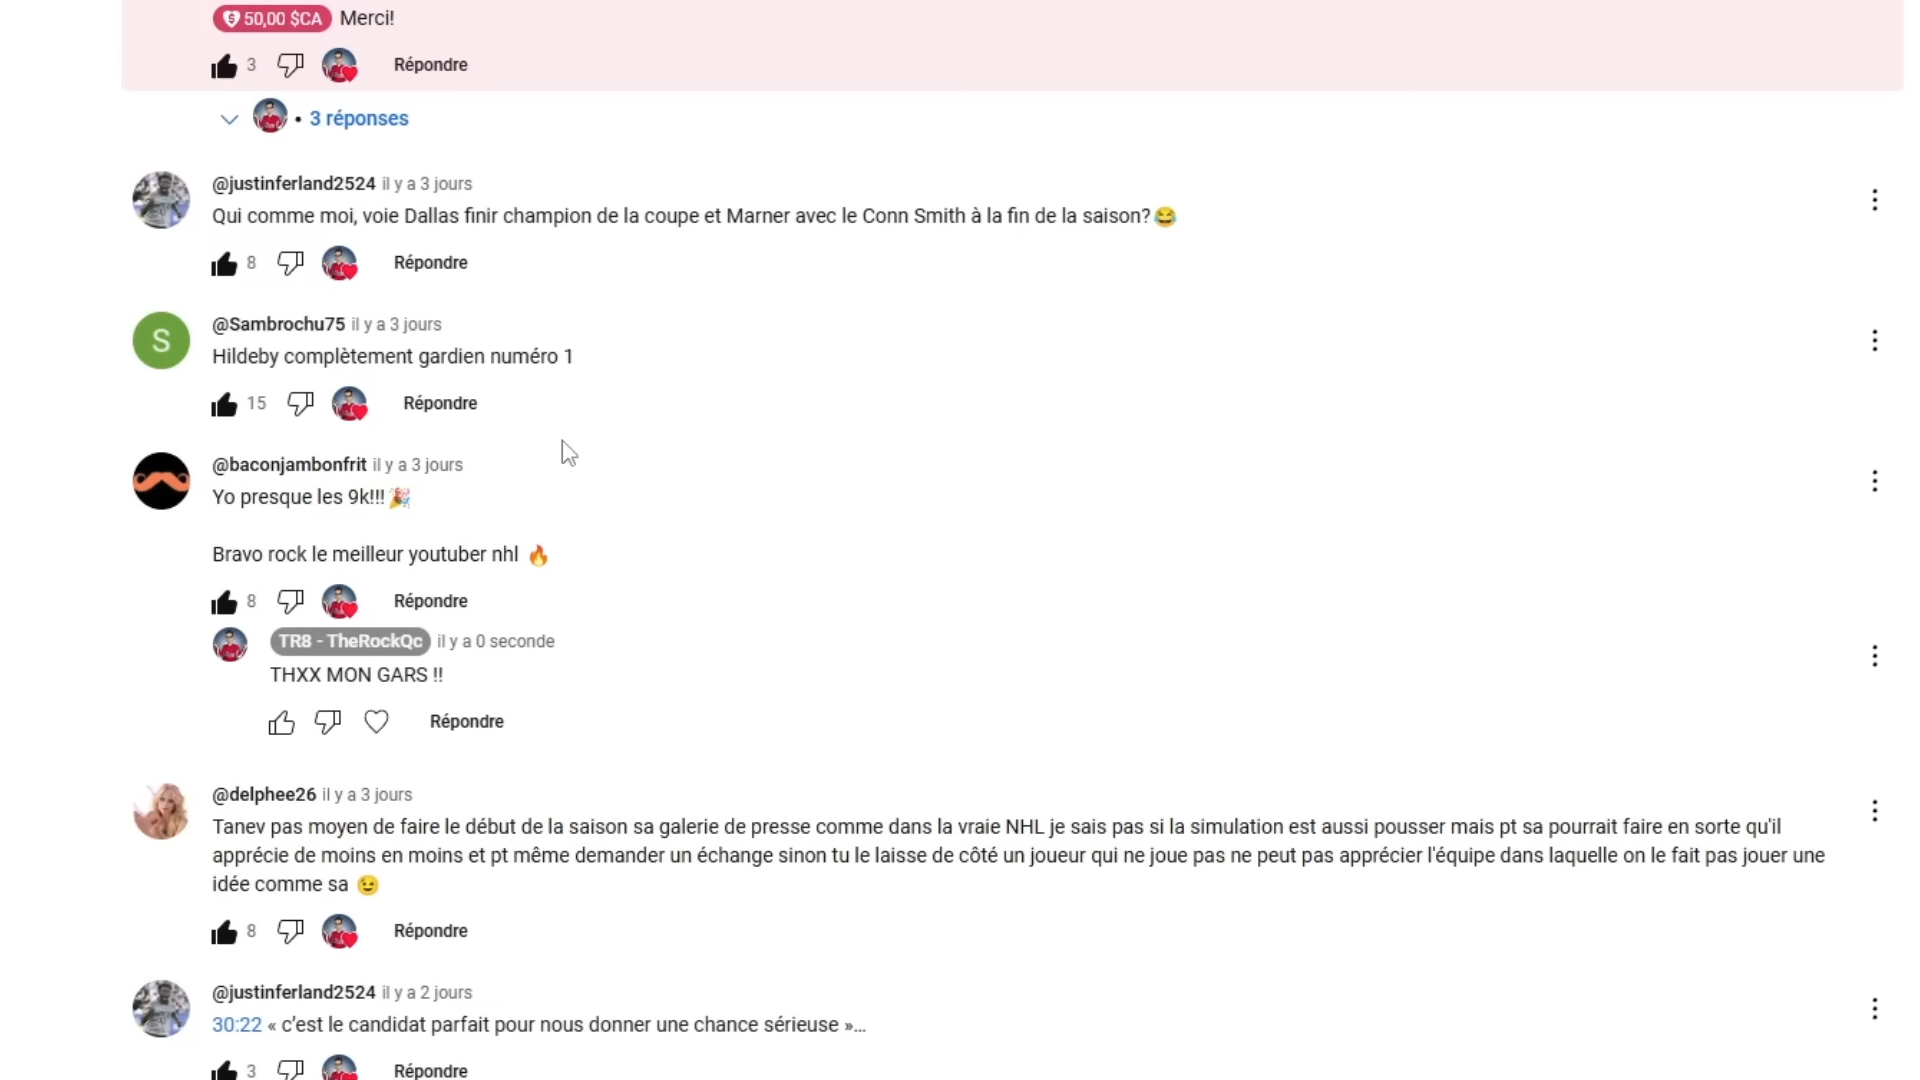 50,00 $CA Merci!
3 Répondre
• 3 réponses
@justinferland2524 il y a 3 jours
Qui comme moi, voie Dallas finir champion de la coupe et Marner avec le Conn Smith à la fin de la saison?😂
8 Répondre
S
@Sambrochu75 il y a 3 jours
Hildeby complètement gardien numéro 1
15 Répondre
@baconjambonfrit il y a 3 jours
Yo presque les 9k!!!🎉
Bravo rock le meilleur youtuber nhl 🔥
8 Répondre
TR8 - TheRockQc il y a 0 seconde
THXX MON GARS !!
Répondre
@delphee26 il y a 3 jours
Tanev pas moyen de faire le début de la saison sa galerie de presse comme dans la vraie NHL je sais pas si la simulation est aussi pousser mais pt sa pourrait faire en sorte qu'il
apprécie de moins en moins et pt même demander un échange sinon tu le laisse de côté un joueur qui ne joue pas ne peut pas apprécier l'équipe dans laquelle on le fait pas jouer une
idée comme sa 😉
8 Répondre
@justinferland2524 il y a 2 jours
30:22 « c'est le candidat parfait pour nous donner une chance sérieuse »…
3 Répondre